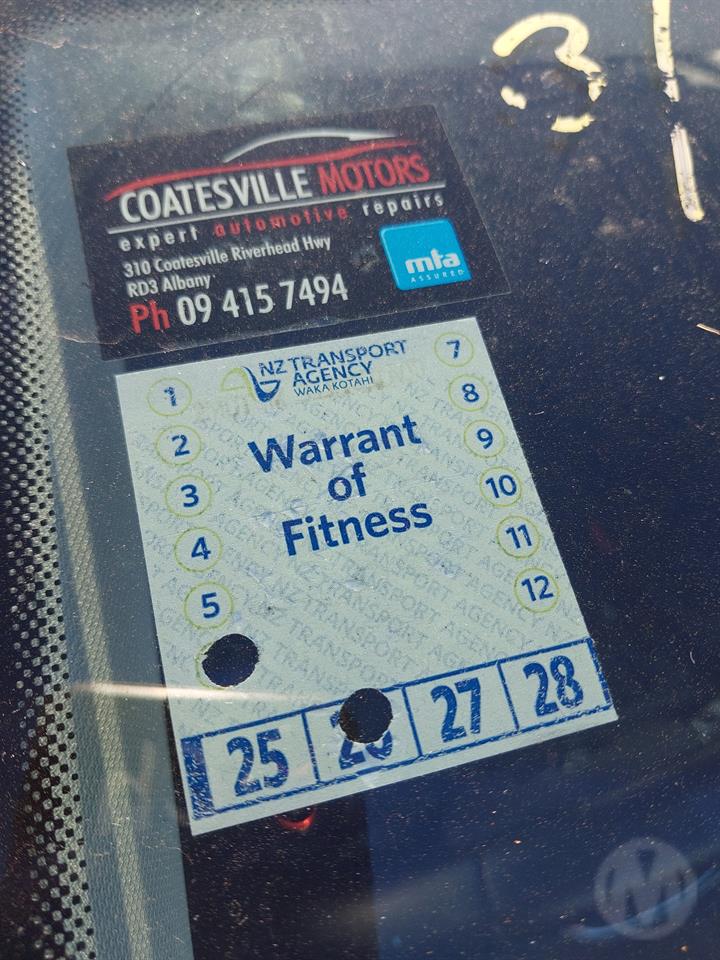 31
COATESVILLE MOTORS
expert automotive repairs
310 Coatesville Riverhead Hwy
RD3 Albany
mta
ASSURED
Ph 09 415 7494
NZ TRANSPORT
AGENCY
WAKA KOTAHI
1
2
3
4
5
7
8
9
10
11
12
Warrant
of
Fitness
25 27 28
M